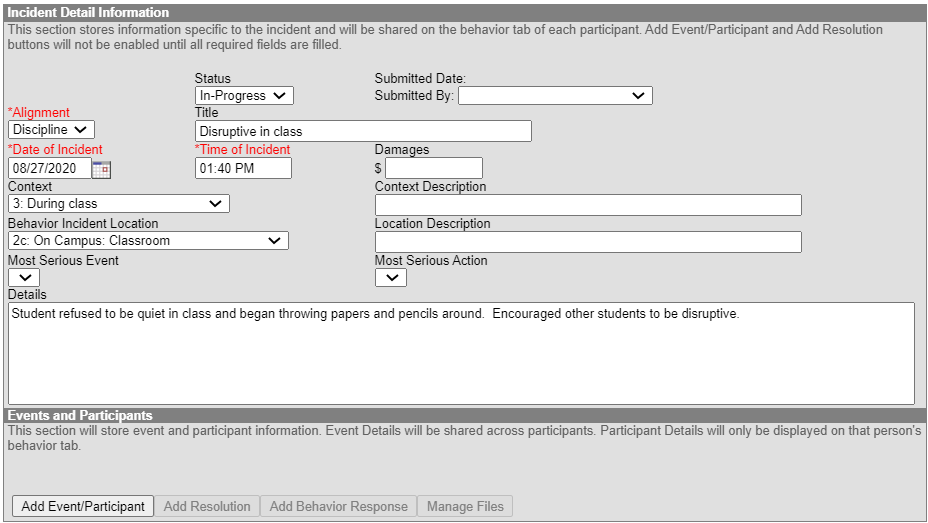 Incident Detail Information
This section stores information specific to the incident and will be shared on the behavior tab of each participant. Add Event/Participant and Add Resolution
buttons will not be enabled until all required fields are filled.
Status
Submitted Date:
In-Progress
Submitted By:
*Alignment
Title
Discipline
Disruptive in class
*Date of Incident
*Time of Incident
Damages
08/27/2020
01:40 PM
$
Context
Context Description
3: During class
Behavior Incident Location
Location Description
2c: On Campus: Classroom
Most Serious Event
Most Serious Action
Details
Student refused to be quiet in class and began throwing papers and pencils around.  Encouraged other students to be disruptive.
Events and Participants
This section will store event and participant information. Event Details will be shared across participants. Participant Details will only be displayed on that person's
behavior tab.
Add Event/Participant
Add Resolution
Add Behavior Response
Manage Files